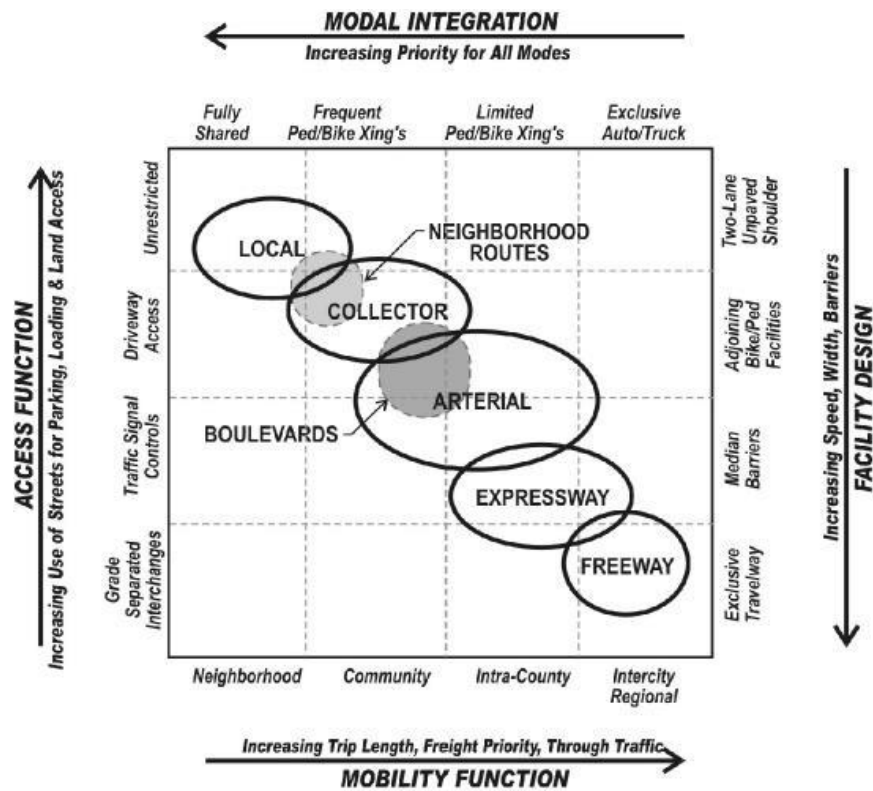 MODAL INTEGRATION
Increasing Priority for All Modes
Fully
Shared
Frequent
Ped/Bike Xing's
Limited
Ped/Bike Xing's
Exclusive
Auto/Truck
ACCESS FUNCTION
Increasing Use of Streets for Parking, Loading & Land Access
Unrestricted
Driveway
Access
Traffic Signal
Controls
Grade
Separated
Interchanges
LOCAL
NEIGHBORHOOD
ROUTES
COLLECTOR
BOULEVARDS
ARTERIAL
EXPRESSWAY
FREEWAY
Two-Lane
Unpaved
Shoulder
Adjoining
Bike/Ped
Facilities
Median
Barriers
Exclusive
Travelway
Increasing Speed, Width, Barriers
FACILITY DESIGN
Neighborhood
Community
Intra-County
Intercity
Regional
Increasing Trip Length, Freight Priority, Through Traffic
MOBILITY FUNCTION